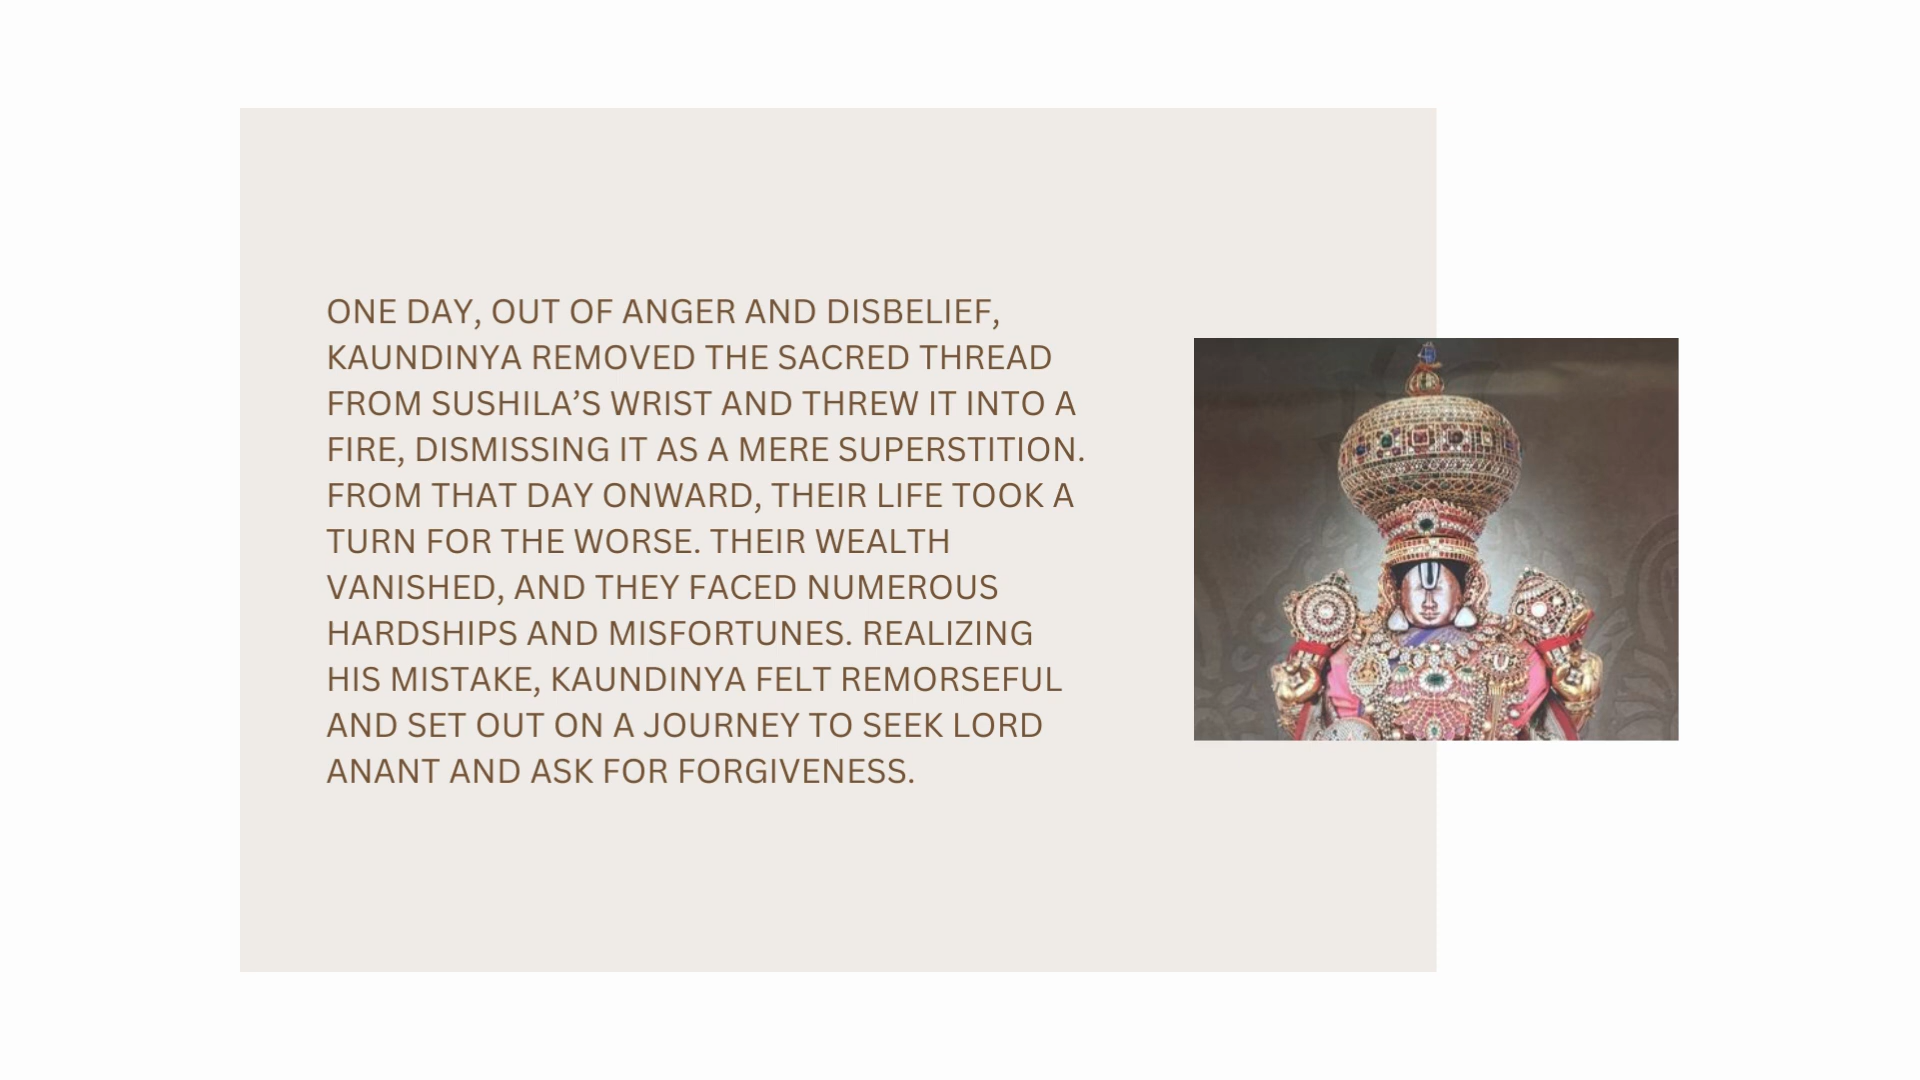 ONE DAY, OUT OF ANGER AND DISBELIEF,
KAUNDINYA REMOVED THE SACRED THREAD
FROM SUSHILA’S WRIST AND THREW IT INTO A
FIRE, DISMISSING IT AS A MERE SUPERSTITION.
FROM THAT DAY ONWARD, THEIR LIFE TOOK A
TURN FOR THE WORSE. THEIR WEALTH
VANISHED, AND THEY FACED NUMEROUS
HARDSHIPS AND MISFORTUNES. REALIZING
HIS MISTAKE, KAUNDINYA FELT REMORSEFUL
AND SET OUT ON A JOURNEY TO SEEK LORD
ANANT AND ASK FOR FORGIVENESS.